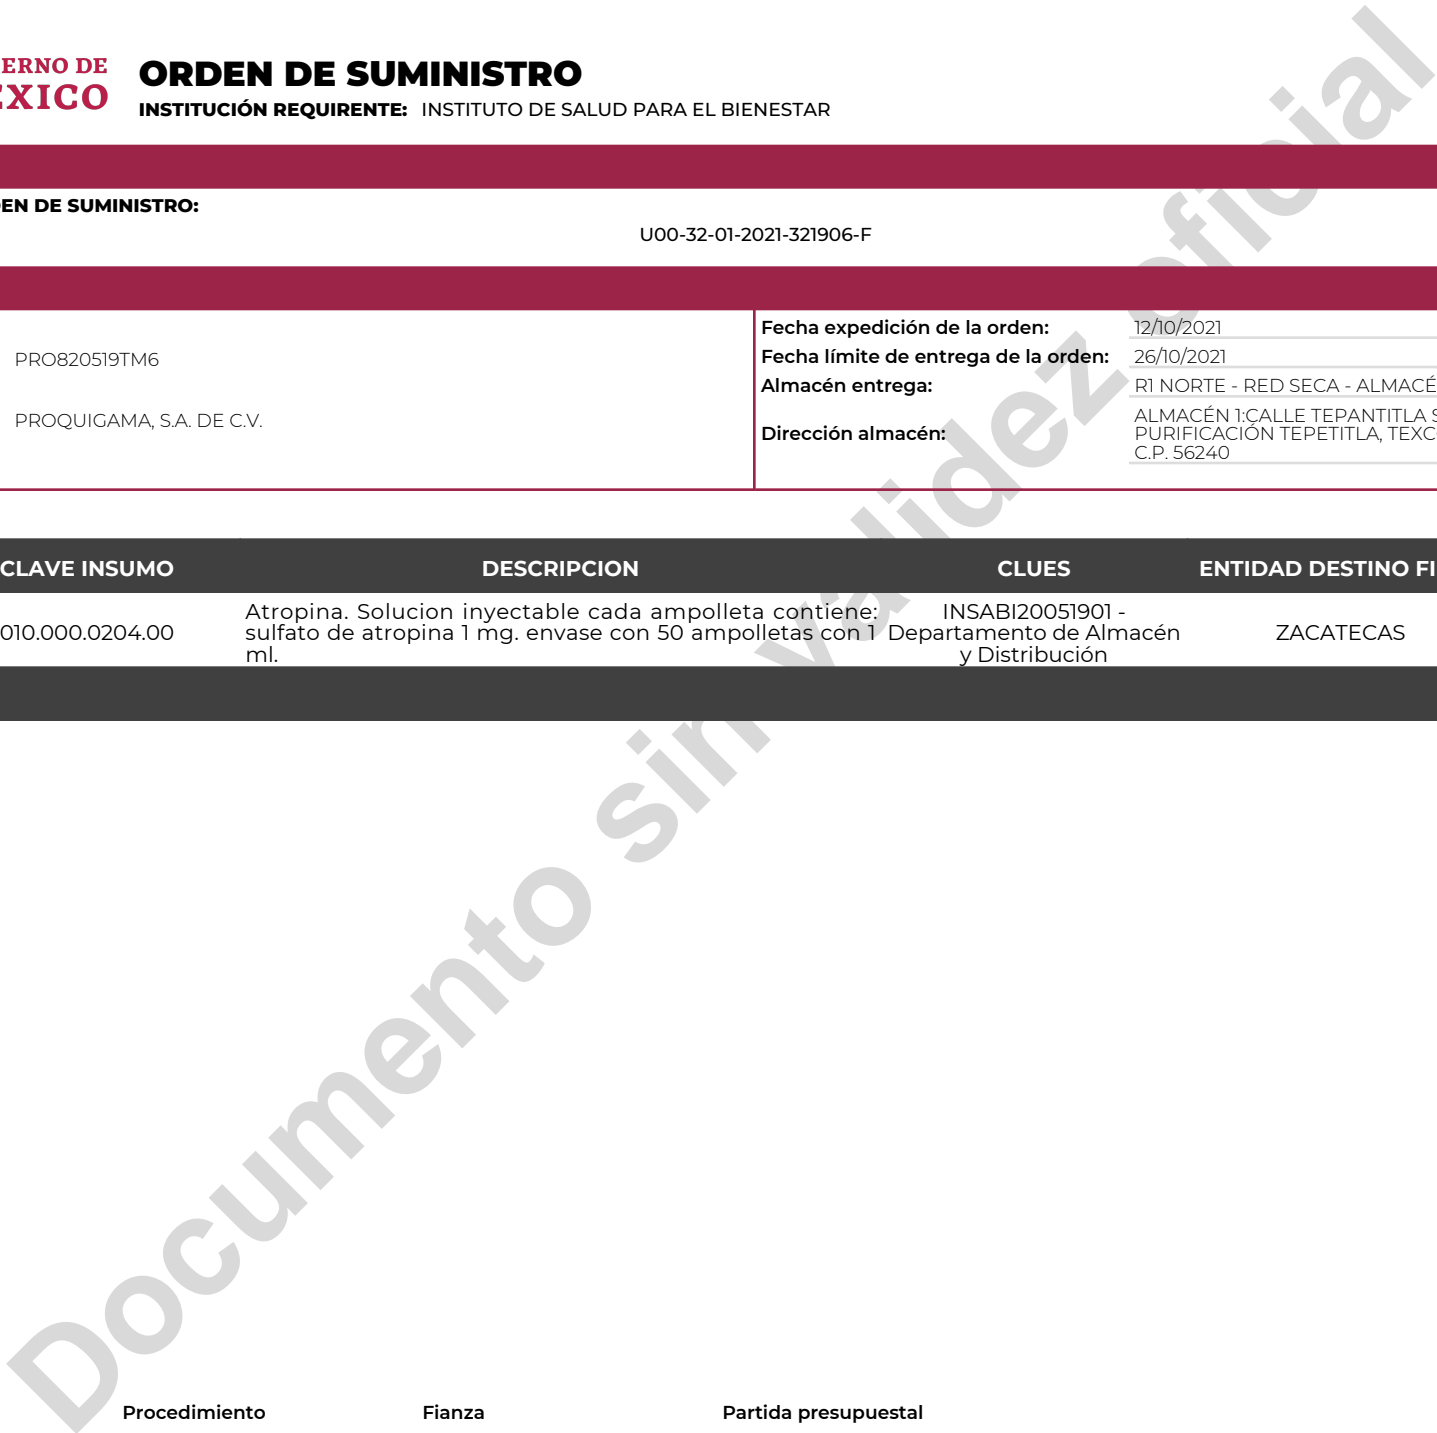 ERNO DE
EXICO
ORDEN DE SUMINISTRO
INSTITUCIÓN REQUIRENTE: INSTITUTO DE SALUD PARA EL BIENESTAR
EN DE SUMINISTRO:
U00-32-01-2021-321906-F
PRO820519TM6
PROQUIGAMA, S.A. DE C.V.
Fecha expedición de la orden: 12/10/2021
Fecha límite de entrega de la orden: 26/10/2021
Almacén entrega: R1 NORTE - RED SECA - ALMACÉ
Dirección almacén: ALMACÉN 1:CALLE TEPANTITLA S
PURIFICACIÓN TEPETITLA, TEXC
C.P. 56240
CLAVE INSUMO DESCRIPCION CLUES ENTIDAD DESTINO FI
010.000.0204.00
Atropina. Solucion inyectable cada ampolleta contiene:
sulfato de atropina 1 mg. envase con 50 ampolletas con 1
ml.
INSABI20051901 -
Departamento de Almacén
y Distribución
ZACATECAS
Documento sin validez oficial
Procedimiento Fianza Partida presupuestal